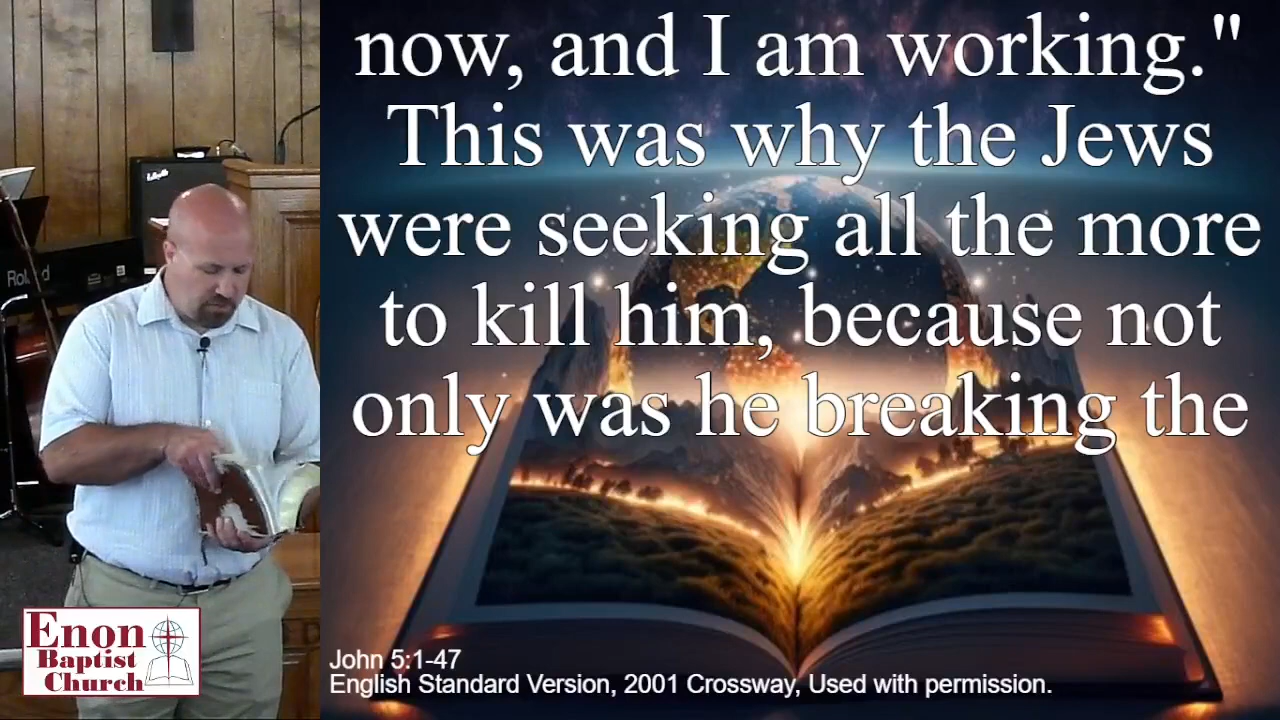 now, and I am working."
This was why the Jews
were seeking all the more
to kill him, because not
only was he breaking the
John 5:1-47
English Standard Version, 2001 Crossway, Used with permission.
Enon
Baptist
Church